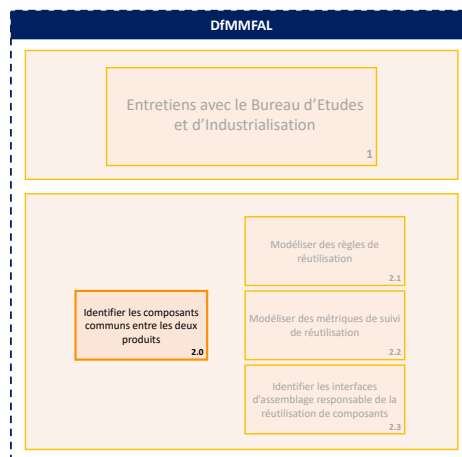 DfMMFAL
Entretiens avec le Bureau d'Etudes
et d'Industrialisation
1
Modéliser des règles de
réutilisation
2.1
Identifier les composants
communs entre les deux
produits
2.0
Modéliser des métriques de suivi
de réutilisation
2.2
Identifier les interfaces
d'assemblage responsable de la
réutilisation de composants
2.3